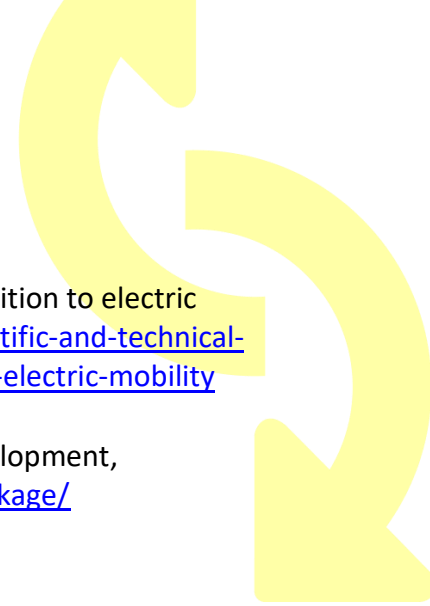 ition to electric
tific-and-technical-
-electric-mobility
lopment,
kage/